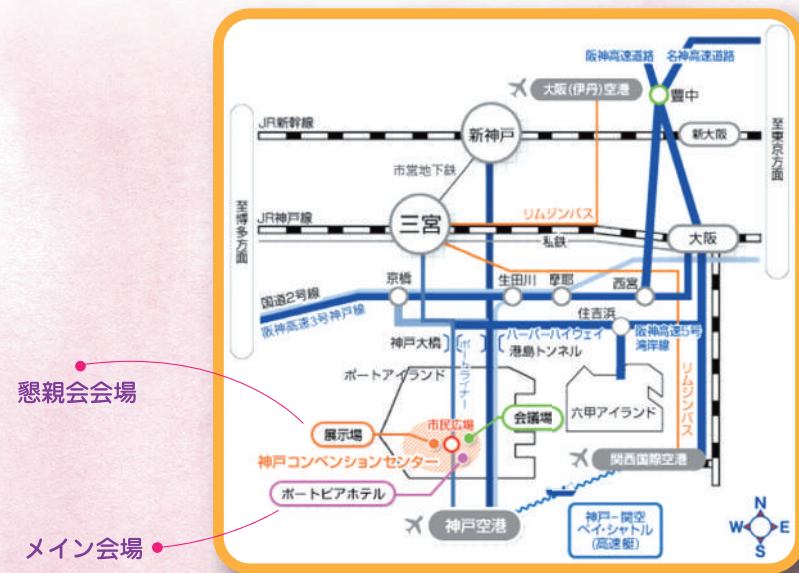 阪神高速道路 名神高速道路
大阪(伊丹)空港
豊中
至東京方面
JR新幹線
新神戸
新大阪
市営地下鉄
至博多方面
JR神戸線
三宮
リムジンバス
私鉄
大阪
京橋
生田川
摩耶
西宮
国道2号線
阪神高速3号神戸線
住吉浜
神戸大橋
ポートライナー
ハーバーハイウェイ
港島トンネル
阪神高速5号
湾岸線
リムジンバス
ポートアイランド
六甲アイランド
懇親会会場
展示場
市民広場
会議場
神戸コンベンションセンター
関西国際空港
ポートピアホテル
神戸空港
神戸-関空
ベイ・シャトル
(高速艇)
N
W E
S
メイン会場